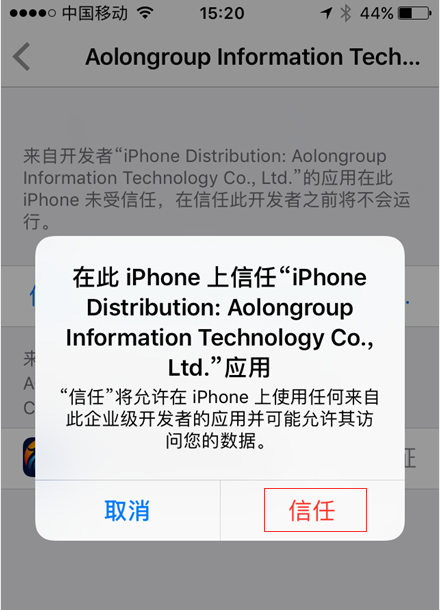 中国移动 15:20 44%
Aolongroup Information Tech...
来自开发者“iPhone Distribution: Aolongroup
Information Technology Co., Ltd.”的应用在此
iPhone 未受信任，在信任此开发者之前将不会运
行。
在此 iPhone 上信任“iPhone
Distribution: Aolongroup
Information Technology Co.,
Ltd.”应用
“信任”将允许在 iPhone 上使用任何来自
此企业级开发者的应用并可能允许其访
问您的数据。
来
A
C
证
取消 信任